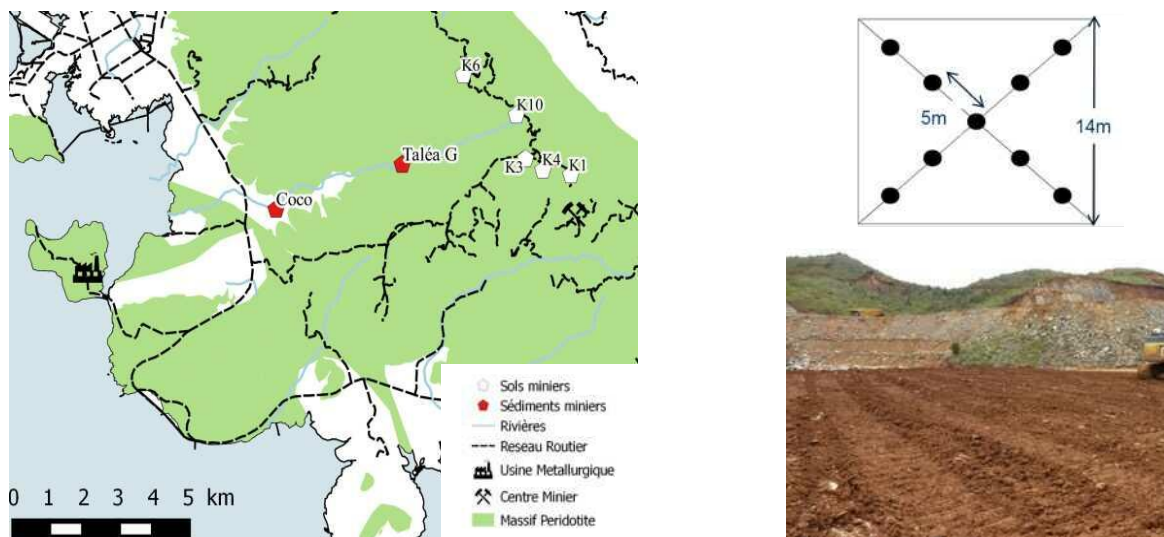 K6
K10
Taléa G
K3
K4
K1
Coco
Sols miniers
Sédiments miniers
Rivières
Reseau Routier
Usine Metallurgique
Centre Minier
Massif Peridotite
0 1 2 3 4 5 km
5m
14m